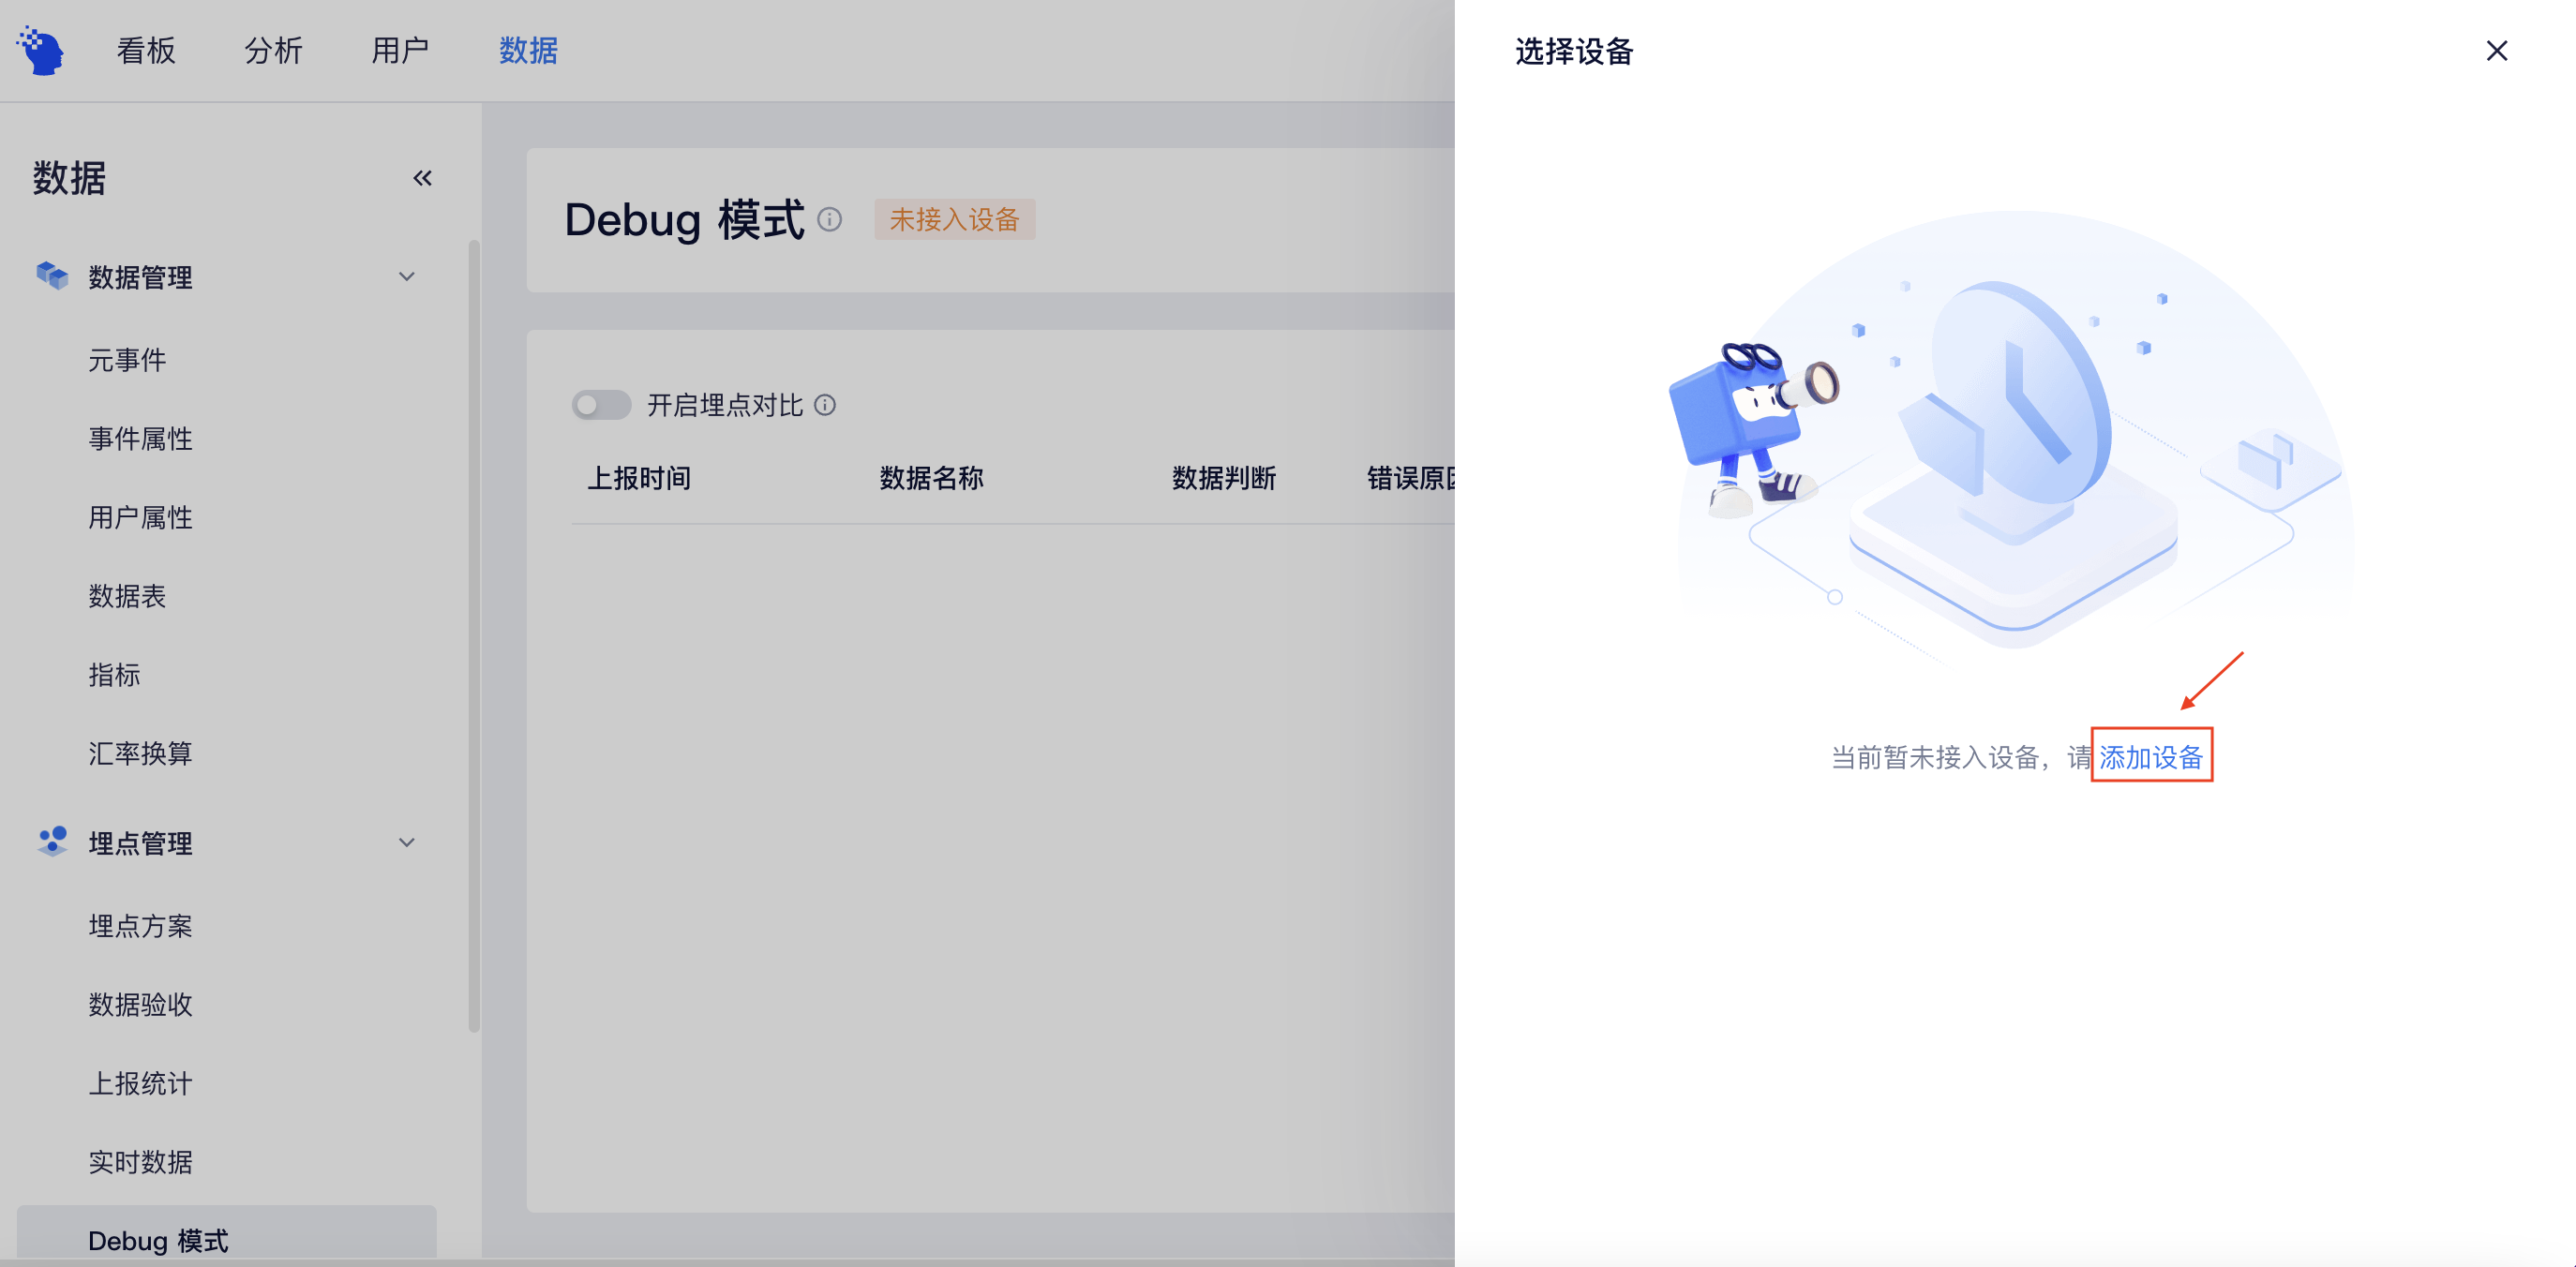 看板 分析 用户 数据
选择设备
数据
数据管理
元事件
事件属性
用户属性
数据表
指标
汇率换算
埋点管理
埋点方案
数据验收
上报统计
实时数据
Debug 模式
Debug 模式 未接入设备
开启埋点对比
上报时间 数据名称 数据判断 错误原
当前暂未接入设备，请 添加设备